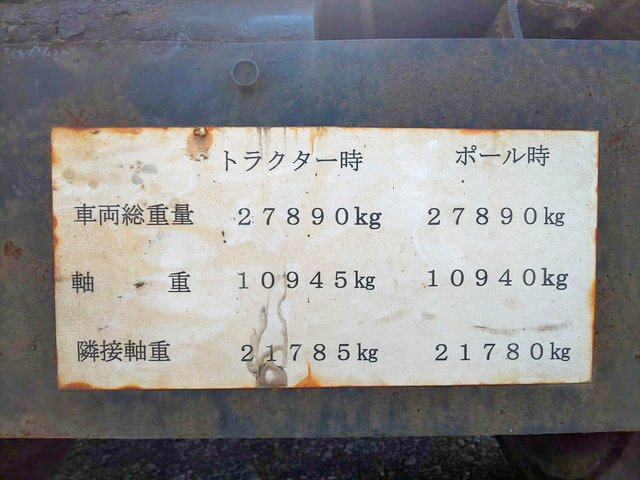 トラクター時 ポール時
車両総重量 27890kg 27890kg
軸重 10945kg 10940kg
隣接軸重 21785kg 21780kg